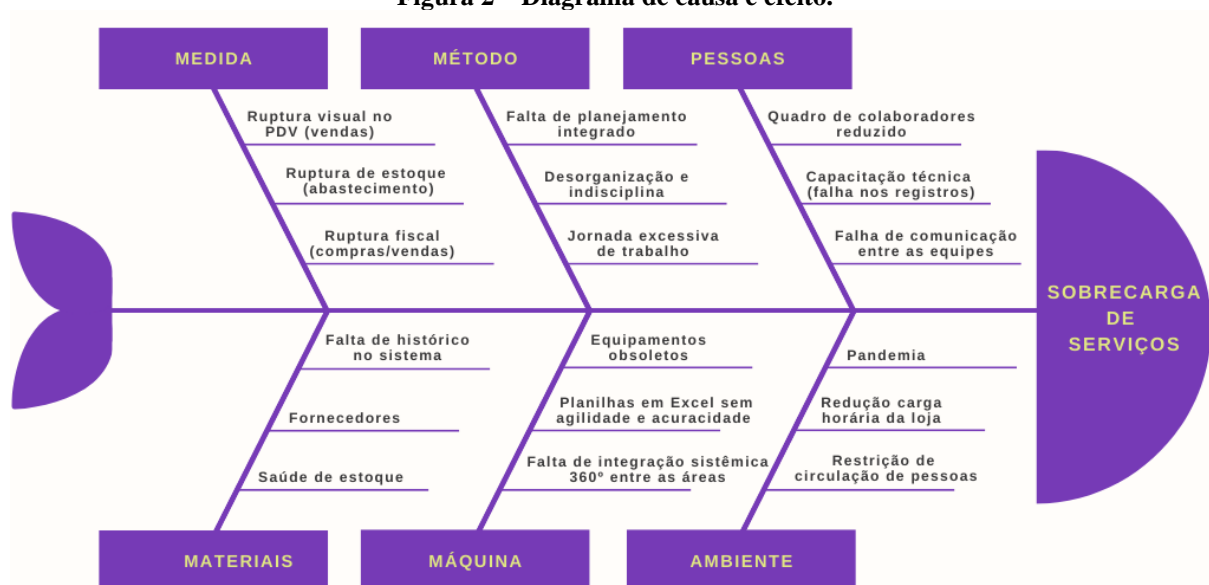 Figura 2 – Diagrama de causa e efeito.
MEDIDA
Ruptura visual no
PDV (vendas)
Ruptura de estoque
(abastecimento)
Ruptura fiscal
(compras/vendas)
MÉTODO
Falta de planejamento
integrado
Desorganização e
indisciplina
Jornada excessiva
de trabalho
PESSOAS
Quadro de colaboradores
reduzido
Capacitação técnica
(falha nos registros)
Falha de comunicação
entre as equipes
SOBRECARGA
DE
SERVIÇOS
Falta de histórico
no sistema
Fornecedores
Saúde de estoque
MATERIAIS
Equipamentos
obsoletos
Planilhas em Excel sem
agilidade e acuracidade
Falta de integração sistêmica
360º entre as áreas
MÁQUINA
Pandemia
Redução carga
horária da loja
Restrição de
circulação de pessoas
AMBIENTE